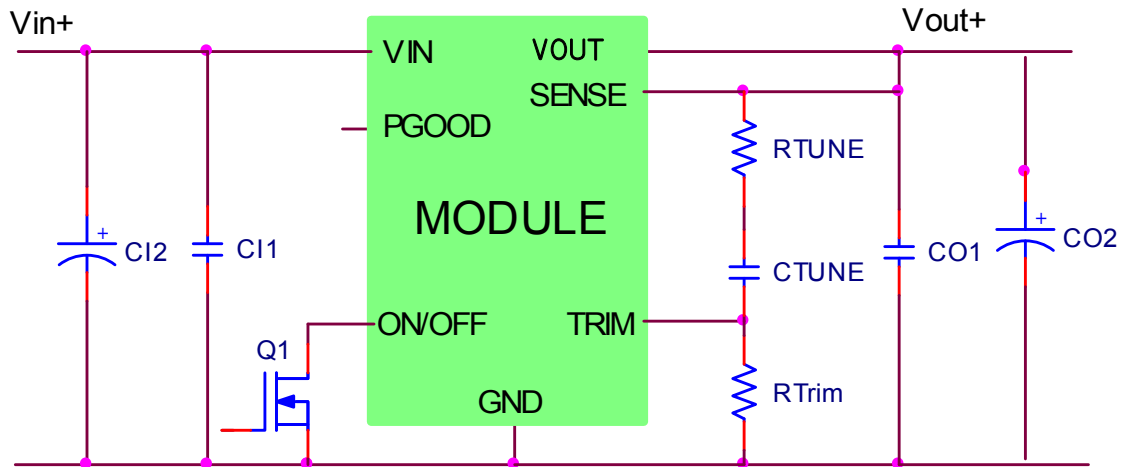 Vin+
Vout+
VIN
VOUT
SENSE
PGOOD
RTUNE
MODULE
+
CI2
CI1
+
CO1
CO2
CTUNE
ON/OFF
TRIM
Q1
RTrim
GND